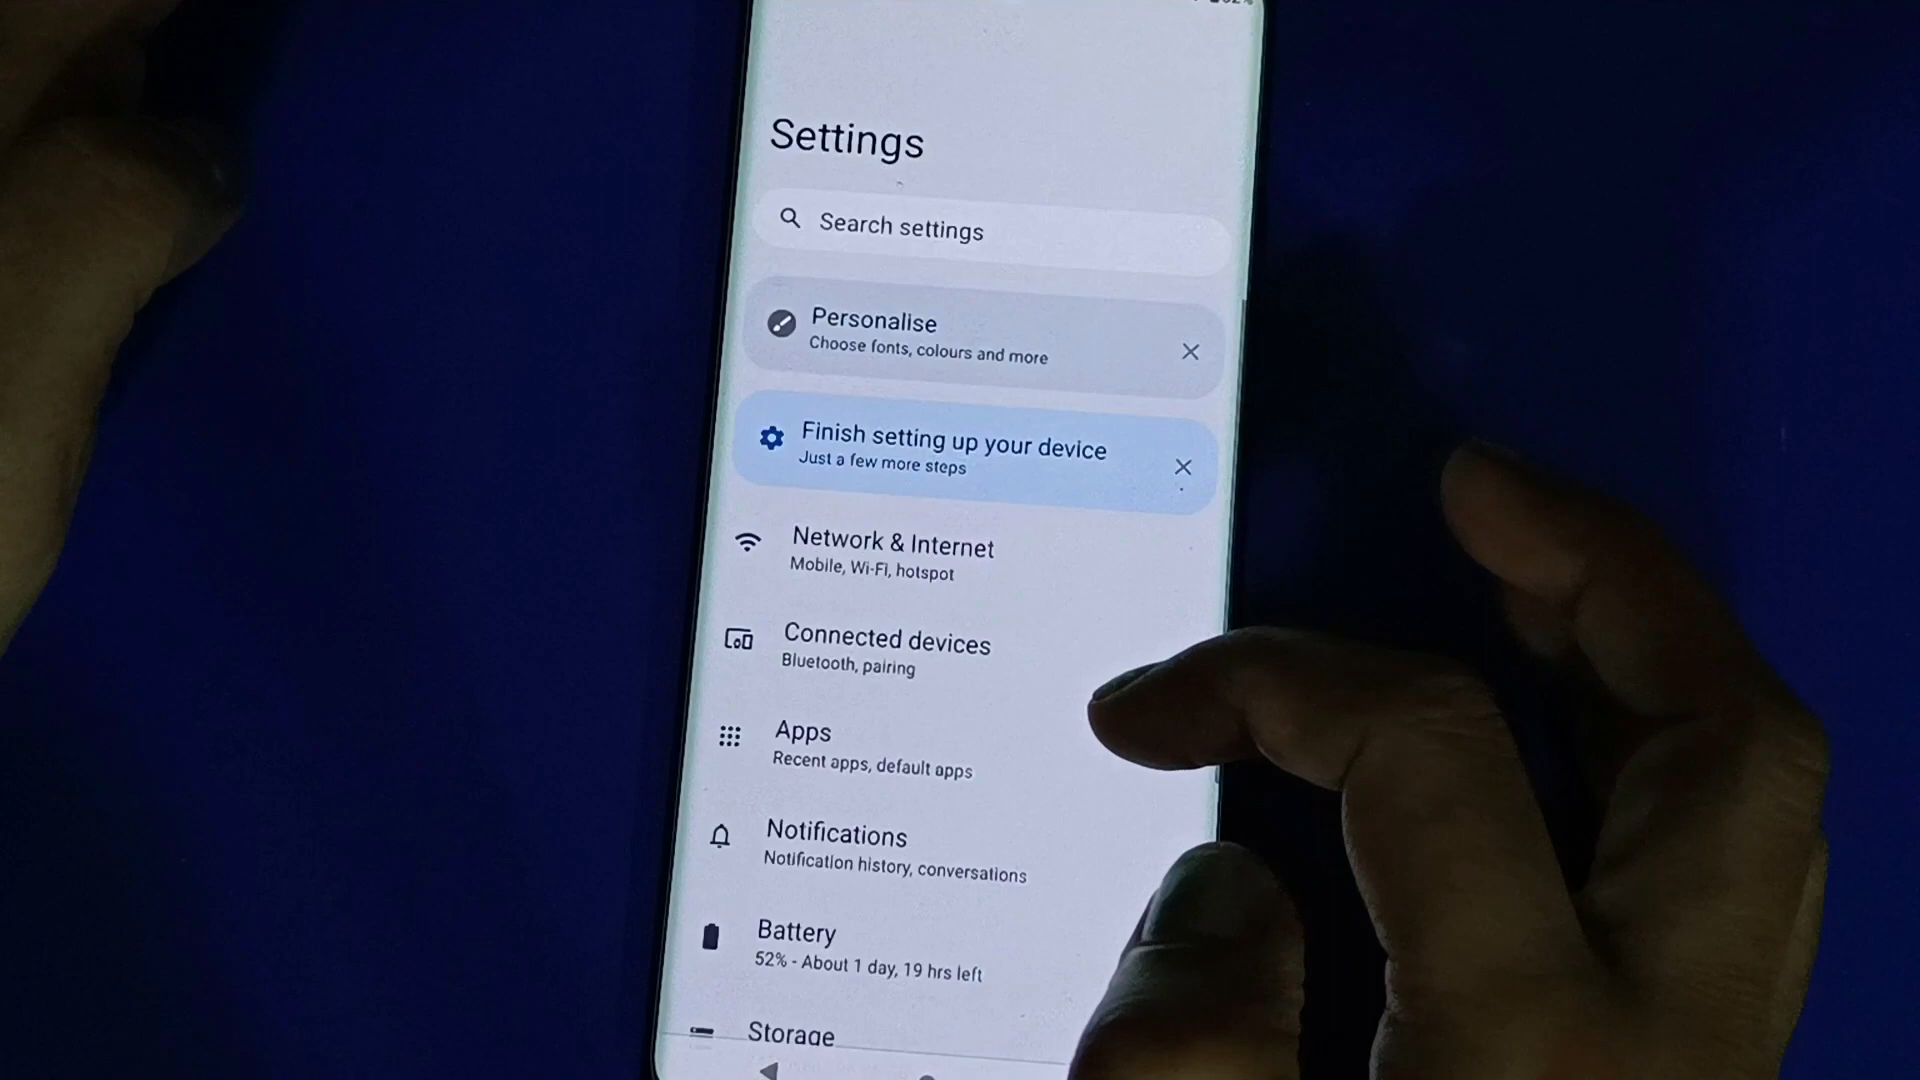 Settings
Search settings
Personalise
Choose fonts, colours and more
Finish setting up your device
Just a few more steps
Network & Internet
Mobile, Wi-Fi, hotspot
Connected devices
Bluetooth, pairing
Apps
Recent apps, default apps
Notifications
Notification history, conversations
Battery
52% - About 1 day, 19 hrs left
Storage